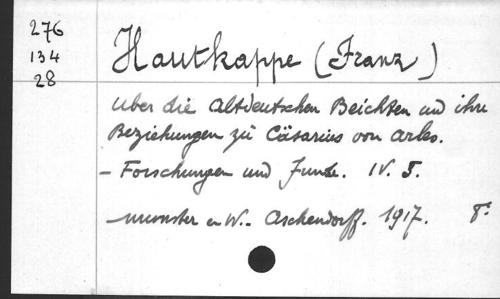 276
134
28
Hautkappe (Franz)
über die altdeutschen Beichten und ihre
Beziehungen zu Cäsarius von Arles.
- Forschungen und Funde. IV. 5.
- Munster a W.- Aschendorff. 1917. 8°